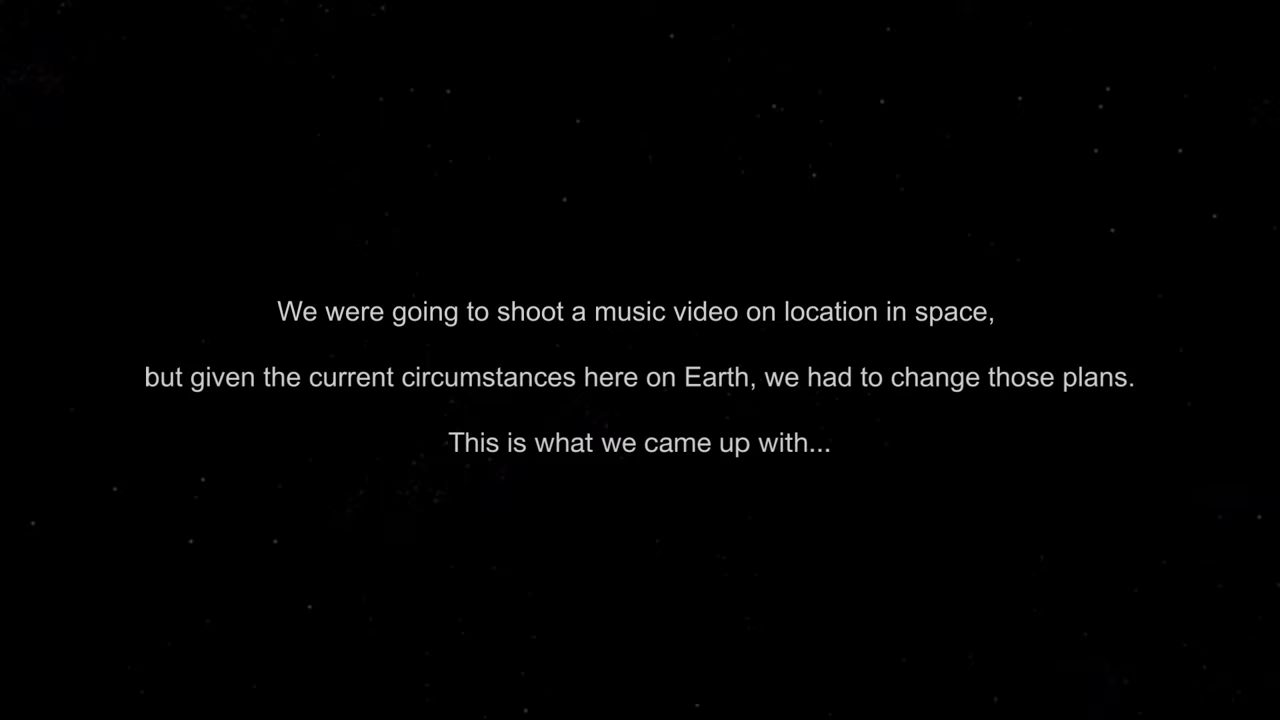 We were going to shoot a music video on location in space,
but given the current circumstances here on Earth, we had to change those plans.
This is what we came up with...